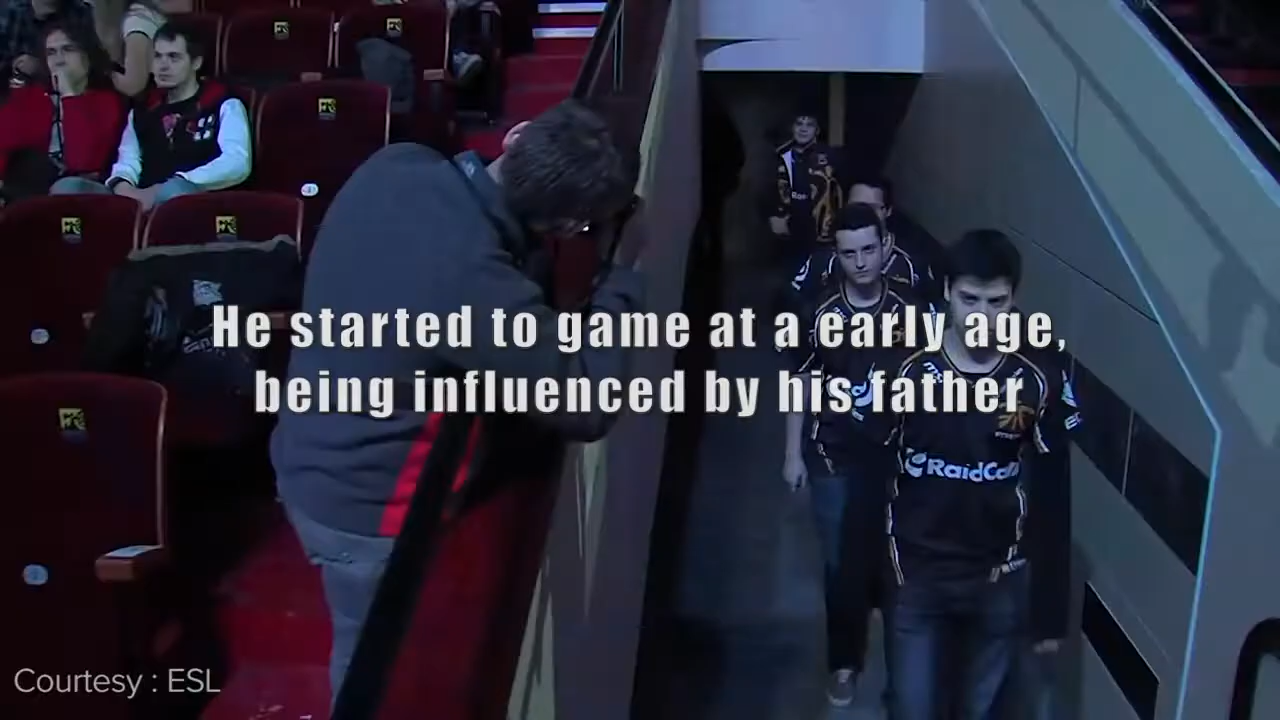 He started to game at a early age,
being influenced by his father
RaidCall
Courtesy : ESL